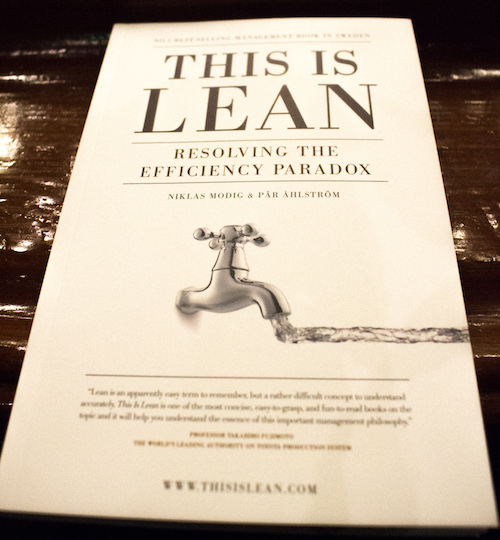 NO. 1 BEST-SELLING MANAGEMENT BOOK IN SWEDEN
THIS IS
LEAN
RESOLVING THE
EFFICIENCY PARADOX
NIKLAS MODIG & PÄR ÅHLSTRÖM
"Lean is an apparently easy term to remember, but a rather difficult concept to understand
accurately. This Is Lean is one of the most concise, easy-to-grasp, and fun-to-read books on the
topic and it will help you understand the essence of this important management philosophy."
PROFESSOR TAKAHIRO FUJIMOTO
THE WORLD'S LEADING AUTHORITY ON TOYOTA PRODUCTION SYSTEM
WWW.THISISLEAN.COM